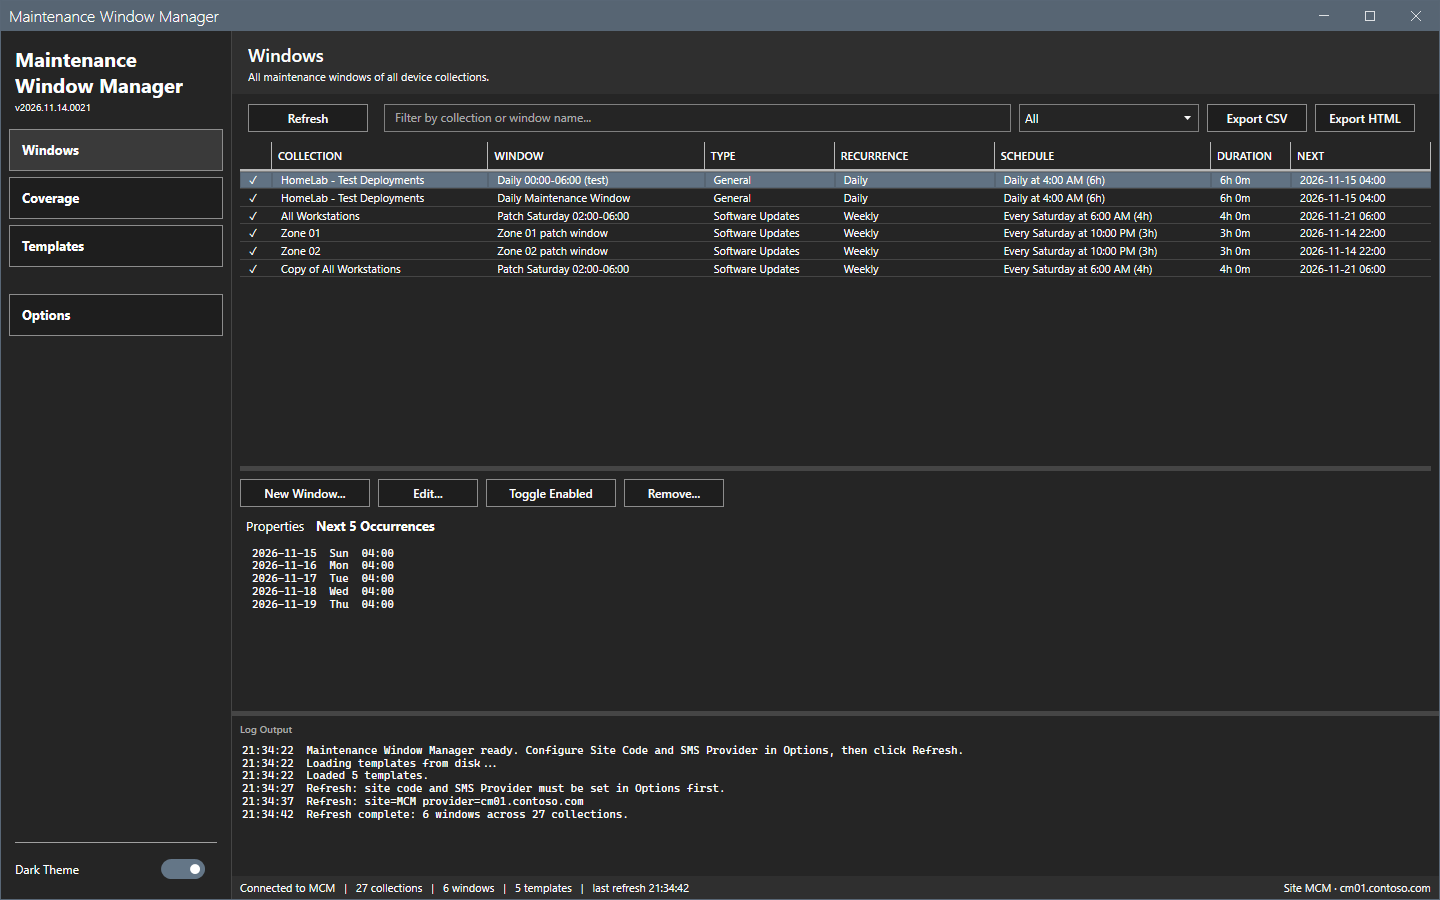 Maintenance Window Manager
Maintenance
Window Manager
v2026.11.14.0021
Windows
Coverage
Templates
Options
Dark Theme
Windows
All maintenance windows of all device collections.
Refresh
Filter by collection or window name...
All
Export CSV
Export HTML
COLLECTION WINDOW TYPE RECURRENCE SCHEDULE DURATION NEXT
✓ HomeLab - Test Deployments Daily 00:00-06:00 (test) General Daily Daily at 4:00 AM (6h) 6h 0m 2026-11-15 04:00
✓ HomeLab - Test Deployments Daily Maintenance Window General Daily Daily at 4:00 AM (6h) 6h 0m 2026-11-15 04:00
✓ All Workstations Patch Saturday 02:00-06:00 Software Updates Weekly Every Saturday at 6:00 AM (4h) 4h 0m 2026-11-21 06:00
✓ Zone 01 Zone 01 patch window Software Updates Weekly Every Saturday at 10:00 PM (3h) 3h 0m 2026-11-14 22:00
✓ Zone 02 Zone 02 patch window Software Updates Weekly Every Saturday at 10:00 PM (3h) 3h 0m 2026-11-14 22:00
✓ Copy of All Workstations Patch Saturday 02:00-06:00 Software Updates Weekly Every Saturday at 6:00 AM (4h) 4h 0m 2026-11-21 06:00
New Window...
Edit...
Toggle Enabled
Remove...
Properties Next 5 Occurrences
2026-11-15 Sun 04:00
2026-11-16 Mon 04:00
2026-11-17 Tue 04:00
2026-11-18 Wed 04:00
2026-11-19 Thu 04:00
Log Output
21:34:22 Maintenance Window Manager ready. Configure Site Code and SMS Provider in Options, then click Refresh.
21:34:22 Loading templates from disk...
21:34:22 Loaded 5 templates.
21:34:27 Refresh: site code and SMS Provider must be set in Options first.
21:34:37 Refresh: site=MCM provider=cm01.contoso.com
21:34:42 Refresh complete: 6 windows across 27 collections.
Connected to MCM | 27 collections | 6 windows | 5 templates | last refresh 21:34:42
Site MCM · cm01.contoso.com